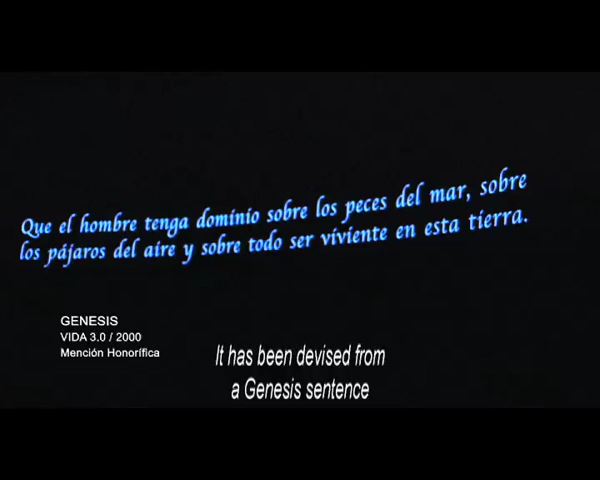 Que el hombre tenga dominio sobre los peces del mar, sobre
los pájaros del aire y sobre todo ser viviente en esta tierra.
GENESIS
VIDA 3.0 / 2000
Mención Honorífica
It has been devised from
a Genesis sentence